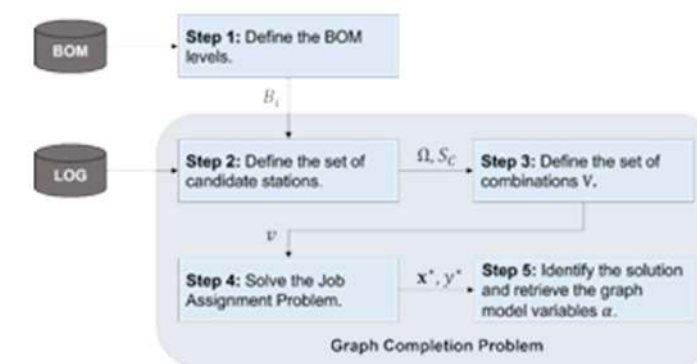 BOM
Step 1: Define the BOM
levels.
B_i
LOG
Step 2: Define the set of
candidate stations.
Ω, S_C
Step 3: Define the set of
combinations V.
v
Step 4: Solve the Job
Assignment Problem.
x*, y*
Step 5: Identify the solution
and retrieve the graph
model variables α.
Graph Completion Problem